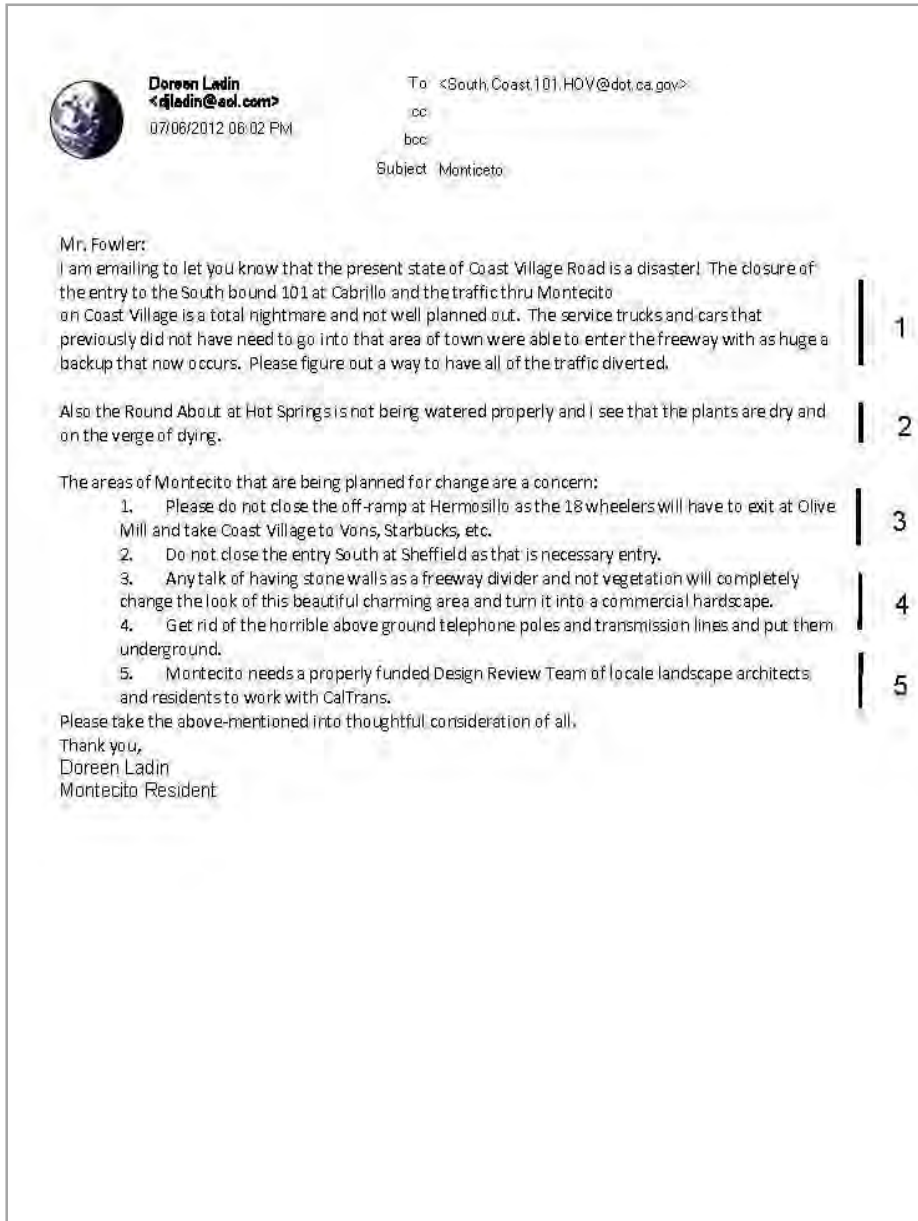 Doreen Ladin
<djladin@aol.com>
07/06/2012 06:02 PM
To <South.Coast.101.HOV@dot.ca.gov>
cc
bcc
Subject Monticeto
Mr. Fowler:
I am emailing to let you know that the present state of Coast Village Road is a disaster! The closure of
the entry to the South bound 101 at Cabrillo and the traffic thru Montecito
on Coast Village is a total nightmare and not well planned out. The service trucks and cars that
previously did not have need to go into that area of town were able to enter the freeway with as huge a
backup that now occurs. Please figure out a way to have all of the traffic diverted.
1
Also the Round About at Hot Springs is not being watered properly and I see that the plants are dry and
on the verge of dying.
2
The areas of Montecito that are being planned for change are a concern:
1. Please do not close the off-ramp at Hermosillo as the 18 wheelers will have to exit at Olive
Mill and take Coast Village to Vons, Starbucks, etc.
3
2. Do not close the entry South at Sheffield as that is necessary entry.
3. Any talk of having stone walls as a freeway divider and not vegetation will completely
change the look of this beautiful charming area and turn it into a commercial hardscape.
4
4. Get rid of the horrible above ground telephone poles and transmission lines and put them
underground.
5. Montecito needs a properly funded Design Review Team of locale landscape architects
and residents to work with CalTrans.
5
Please take the above-mentioned into thoughtful consideration of all.
Thank you,
Doreen Ladin
Montecito Resident